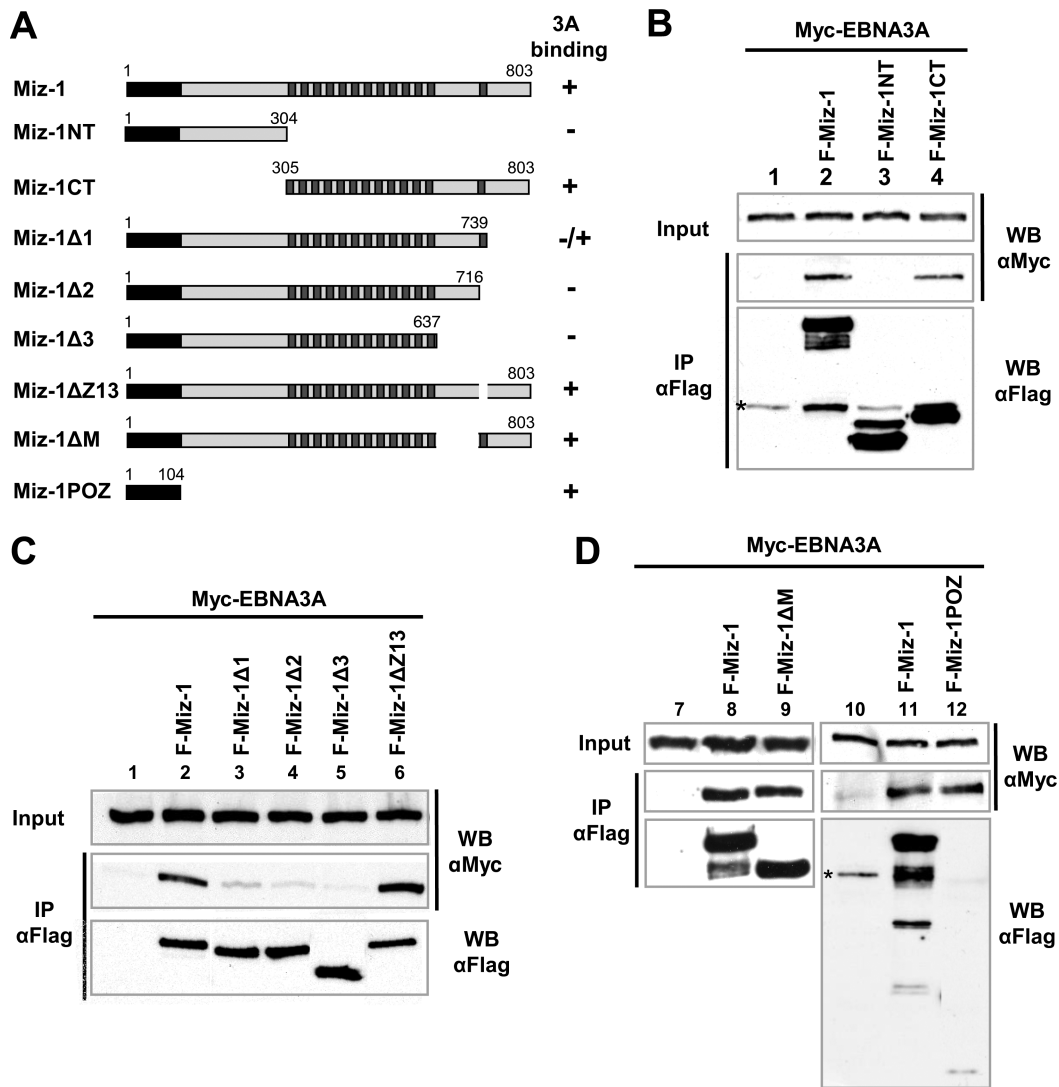 A
3A
binding
Miz-1
1
803
+
Miz-1NT
1
304
-
Miz-1CT
305
803
+
Miz-1Δ1
1
739
-/+
Miz-1Δ2
1
716
-
Miz-1Δ3
1
637
-
Miz-1ΔZ13
1
803
+
Miz-1ΔM
1
803
+
Miz-1POZ
1
104
+
B
Myc-EBNA3A
F-Miz-1
F-Miz-1NT
F-Miz-1CT
1 2 3 4
Input
WB
αMyc
IP
αFlag
WB
αFlag
*
C
Myc-EBNA3A
F-Miz-1
F-Miz-1Δ1
F-Miz-1Δ2
F-Miz-1Δ3
F-Miz-1ΔZ13
1 2 3 4 5 6
Input
WB
αMyc
IP
αFlag
WB
αFlag
D
Myc-EBNA3A
F-Miz-1
F-Miz-1ΔM
F-Miz-1
F-Miz-1POZ
7 8 9 10 11 12
Input
WB
αMyc
IP
αFlag
*
WB
αFlag